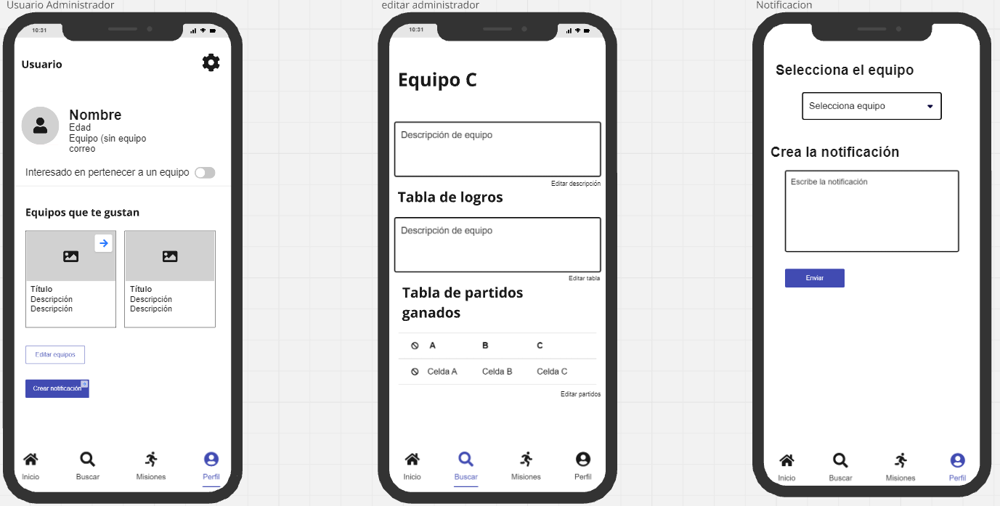 Usuario Administrador
10:31
Usuario
Nombre
Edad
Equipo (sin equipo
correo
Interesado en pertenecer a un equipo
Equipos que te gustan
Título
Descripción
Descripción
Título
Descripción
Descripción
Editar equipos
Crear notificación
Inicio
Buscar
Misiones
Perfil
editar administrador
10:31
Equipo C
Descripción de equipo
Editar descripción
Tabla de logros
Descripción de equipo
Editar tabla
Tabla de partidos
ganados
A B C
Celda A Celda B Celda C
Editar partidos
Inicio
Buscar
Misiones
Perfil
Notificacion
Selecciona el equipo
Selecciona equipo
Crea la notificación
Escribe la notificación
Enviar
Inicio
Buscar
Misiones
Perfil